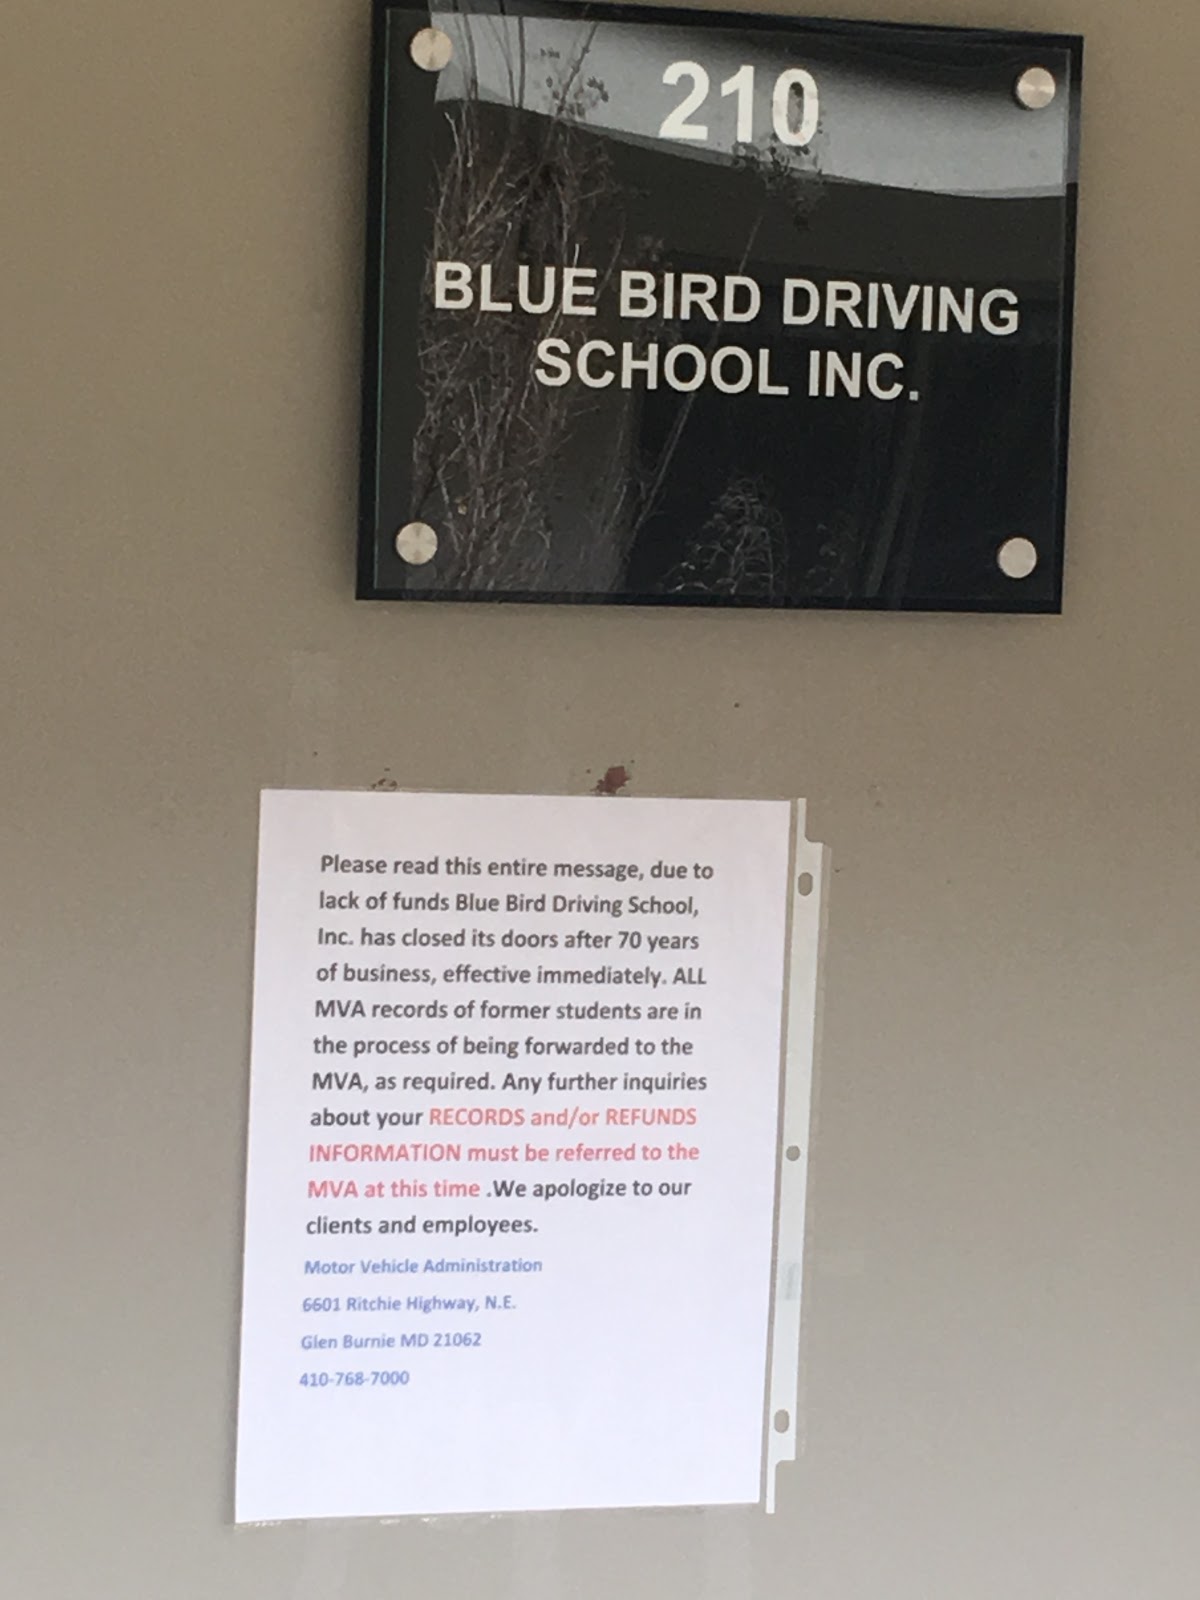 210
BLUE BIRD DRIVING
SCHOOL INC.
Please read this entire message, due to
lack of funds Blue Bird Driving School,
Inc. has closed its doors after 70 years
of business, effective immediately. ALL
MVA records of former students are in
the process of being forwarded to the
MVA, as required. Any further inquiries
about your RECORDS and/or REFUNDS
INFORMATION must be referred to the
MVA at this time .We apologize to our
clients and employees.
Motor Vehicle Administration
6601 Ritchie Highway, N.E.
Glen Burnie MD 21062
410-768-7000